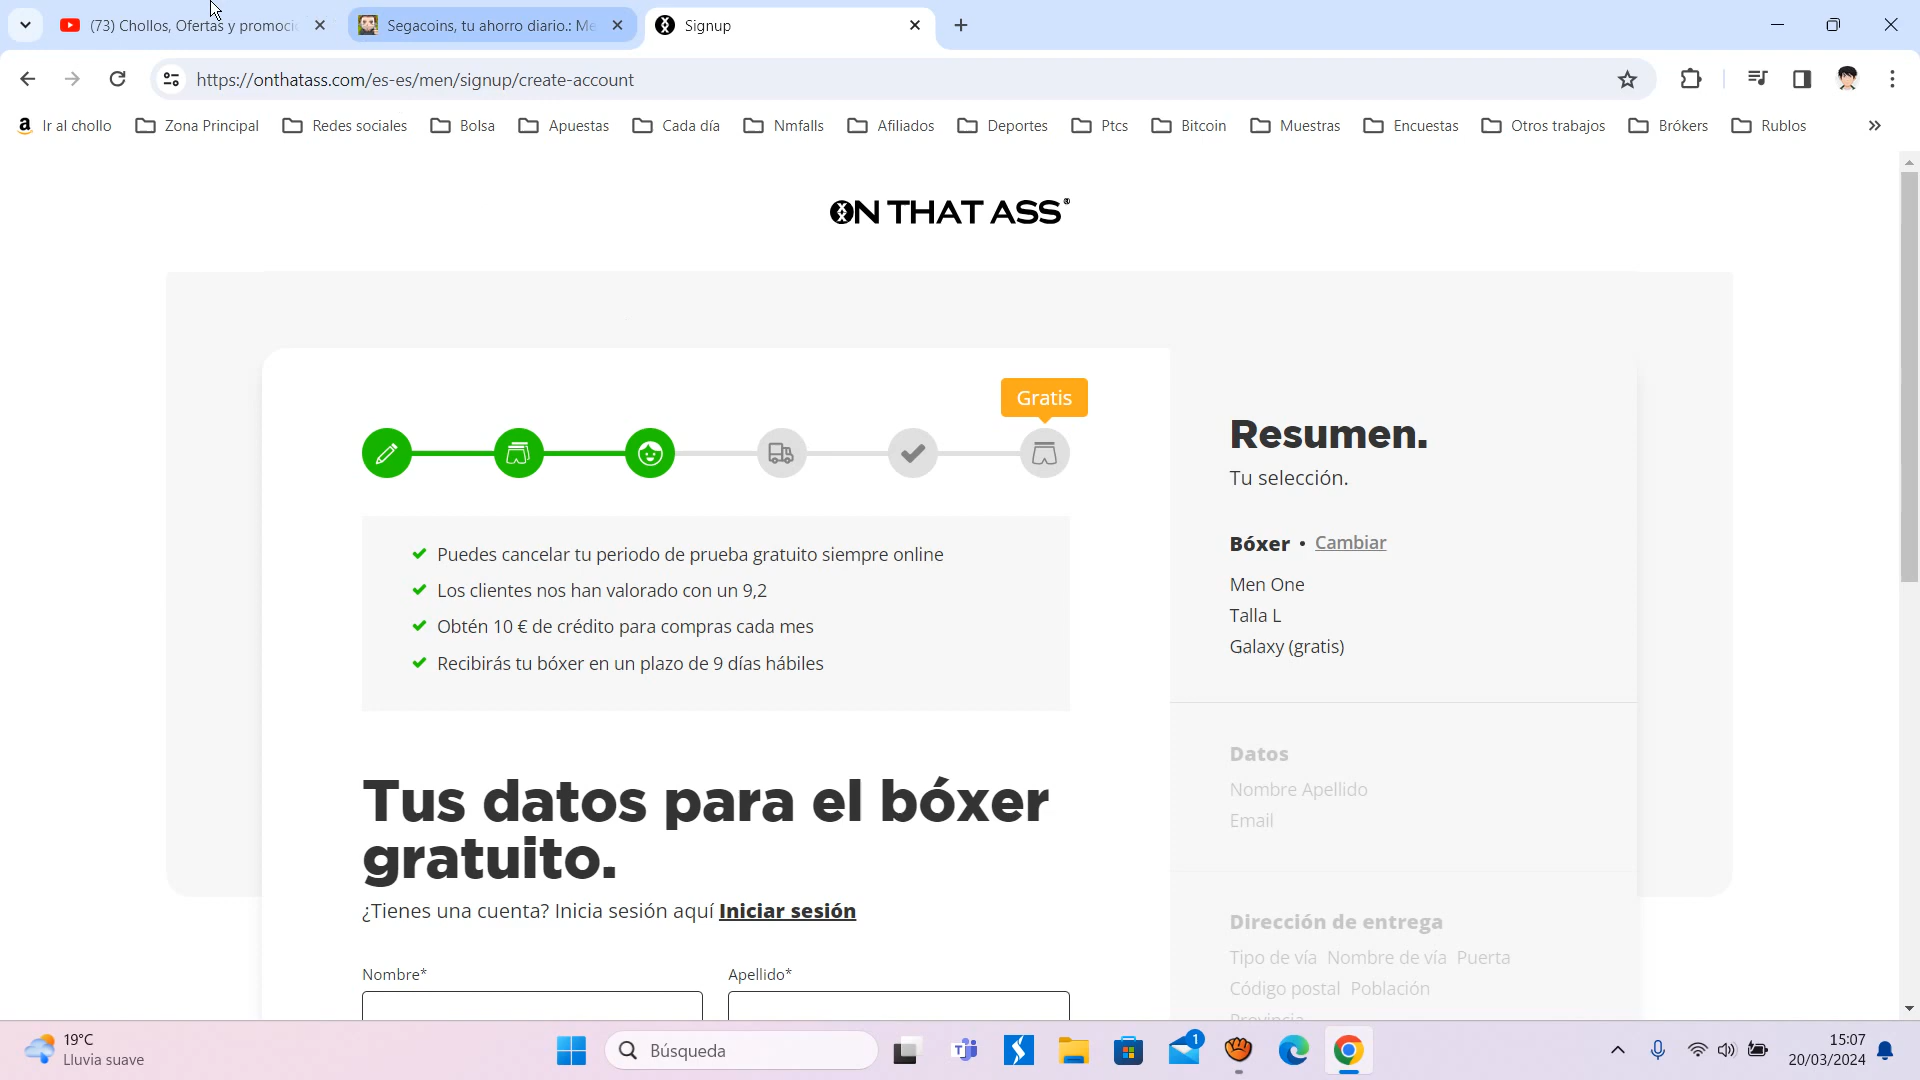 (73) Chollos, Ofertas y promoci
Segacoins, tu ahorro diario.: Me
Signup
https://onthatass.com/es-es/men/signup/create-account
Ir al chollo
Zona Principal
Redes sociales
Bolsa
Apuestas
Cada día
Nmfalls
Afiliados
Deportes
Ptcs
Bitcoin
Muestras
Encuestas
Otros trabajos
Brókers
Rublos
ON THAT ASS®
Gratis
Puedes cancelar tu periodo de prueba gratuito siempre online
Los clientes nos han valorado con un 9,2
Obtén 10 € de crédito para compras cada mes
Recibirás tu bóxer en un plazo de 9 días hábiles
Tus datos para el bóxer
gratuito.
¿Tienes una cuenta? Inicia sesión aquí Iniciar sesión
Nombre*
Apellido*
Resumen.
Tu selección.
Bóxer • Cambiar
Men One
Talla L
Galaxy (gratis)
Datos
Nombre Apellido
Email
Dirección de entrega
Tipo de vía Nombre de vía Puerta
Código postal Población
Provincia
19°C
Lluvia suave
Búsqueda
1
15:07
20/03/2024